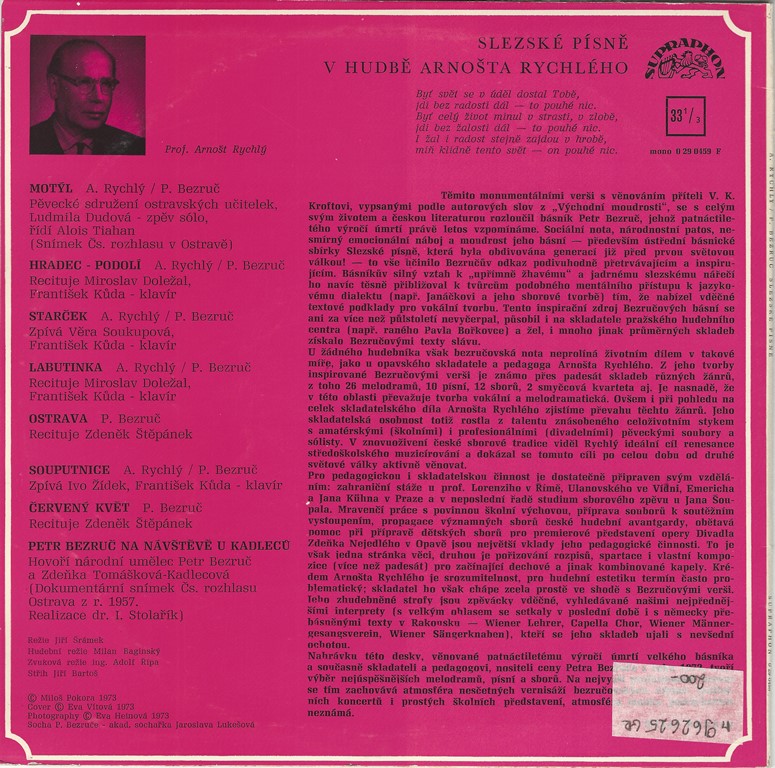 SLEZSKÉ PÍSNĚ
V HUDBĚ ARNOŠTA RYCHLÉHO
SUPRAPHON
Byť svět se v úděl dostal Tobě,
jdi bez radosti dál — to pouhé nic.
Byť celý život minul v strasti, v zlobě,
jdi bez žalosti dál — to pouhé nic.
I žal i radost stejně zajdou v hrobě,
miň klidně tento svět — on pouhé nic.
33 1/3
mono 0 29 0459 F
Prof. Arnošt Rychlý
MOTÝL A. Rychlý / P. Bezruč
Pěvecké sdružení ostravských učitelek,
Ludmila Dudová - zpěv sólo,
řídí Alois Tiahan
(Snímek Čs. rozhlasu v Ostravě)
HRADEC - PODOLÍ A. Rychlý / P. Bezruč
Recituje Miroslav Doležal,
František Kůda - klavír
STARČEK A. Rychlý / P. Bezruč
Zpívá Věra Soukupová,
František Kůda - klavír
LABUTINKA A. Rychlý / P. Bezruč
Recituje Miroslav Doležal,
František Kůda - klavír
OSTRAVA P. Bezruč
Recituje Zdeněk Štěpánek
SOUPUTNICE A. Rychlý / P. Bezruč
Zpívá Ivo Žídek, František Kůda - klavír
ČERVENÝ KVĚT P. Bezruč
Recituje Zdeněk Štěpánek
PETR BEZRUČ NA NÁVŠTĚVĚ U KADLECŮ
Hovoří národní umělec Petr Bezruč
a Zdeňka Tomášková-Kadlecová
(Dokumentární snímek Čs. rozhlasu
Ostrava z r. 1957.
Realizace dr. I. Stolařík)
Režie Jiří Šrámek
Hudební režie Milan Baginský
Zvuková režie ing. Adolf Řípa
Střih Jiří Bartoš
© Miloš Pokora 1973
Cover © Eva Vítová 1973
Photography © Eva Heinová 1973
Socha P. Bezruče - akad. sochařka Jaroslava Lukešová
Těmito monumentálními verši s věnováním příteli V. K.
Kroftovi, vypsanými podle autorových slov z „Východní moudrosti", se s celým
svým životem a českou literaturou rozloučil básník Petr Bezruč, jehož patnáctile-
tého výročí úmrtí právě letos vzpomínáme. Sociální nota, národnostní patos, ne-
smírný emocionální náboj a moudrost jeho básní — především ústřední básnické
sbírky Slezské písně, která byla obdivována generací již před prvou světovou
válkou! — to vše učinilo Bezručův odkaz podivuhodně přetrvávajícím a inspiru-
jícím. Básníkův silný vztah k „upřímně žhavému" a jadrnému slezskému nářečí
ho navíc těsně přibližoval k tvůrcům podobného mentálního přístupu k jazyko-
vému dialektu (např. Janáčkovi a jeho sborové tvorbě) tím, že nabízel vděčné
textové podklady pro vokální tvorbu. Tento inspirační zdroj Bezručových básní se
ani za více než půlstoletí nevyčerpal, působil i na skladatele pražského hudebního
centra (např. raného Pavla Bořkovce) a žel, i mnoho jinak průměrných skladeb
získalo Bezručovými texty slávu.
U žádného hudebníka však bezručovská nota neprolíná životním dílem v takové
míře, jako u opavského skladatele a pedagoga Arnošta Rychlého. Z jeho tvorby
inspirované Bezručovými verši je známo přes padesát skladeb různých žánrů,
z toho 26 melodramů, 18 písní, 12 sborů, 2 smyčcová kvarteta aj. Je nasnadě, že
v této oblasti převažuje tvorba vokální a melodramatická. Ovšem i při pohledu na
celek skladatelského díla Arnošta Rychlého zjistíme převahu těchto žánrů. Jeho
skladatelská osobnost totiž rostla z talentu znásobeného celoživotním stykem
s amatérskými (školními) i profesionálními (divadelními) pěveckými soubory a
sólisty. V znovuoživení české sborové tradice viděl Rychlý ideální cíl renesance
středoškolského muzicírování a dokázal se tomuto cíli po celou dobu od druhé
světové války aktivně věnovat.
Pro pedagogickou i skladatelskou činnost je dostatečně připraven svým vzdělá-
ním: zahraniční stáže u prof. Lorenziho v Římě, Ulanovského ve Vídni, Emericha
a Jana Kühna v Praze a v neposlední řadě studium sborového zpěvu u Jana Šou-
pala. Mravenčí práce s povinnou školní výchovou, příprava souborů k soutěžním
vystoupením, propagace významných sborů české hudební avantgardy, obětavá
pomoc při přípravě dětských sborů pro premiérové představení opery Divadla
Zdeňka Nejedlého v Opavě jsou největší vklady jeho pedagogické činnosti. To je
však jedna stránka věci, druhou je pořizování rozpisů, spartace i vlastní kompo-
zice (více než padesát) pro začínající dechové a jinak kombinované kapely. Kré-
dem Arnošta Rychlého je srozumitelnost, pro hudební estetiku termín často pro-
blematický; skladatel ho však chápe zcela prostě ve shodě s Bezručovými verši.
Jeho zhudebněné strofy jsou zpěvácky vděčné, vyhledávané našimi nejpředněj-
šími interprety (s velkým ohlasem se setkaly v poslední době i s německy pře-
básněnými texty v Rakousku — Wiener Lehrer, Capella Chor, Wiener Männer-
gesangsverein, Wiener Sängerknaben), kteří se jeho skladeb ujali s nevšední
ochotou.
Nahrávku této desky, věnované patnáctiletému výročí úmrtí velkého básníka
a současně skladateli a pedagogovi, nositeli ceny Petra Bez
výběr nejúspěšnějších melodramů, písní a sborů. Na nejvy
se tím zachovává atmosféra nesčetných vernisáží bezručo
ních koncertů i prostých školních představení, atmosfé
neznámá.
200,-
h 962625 GR